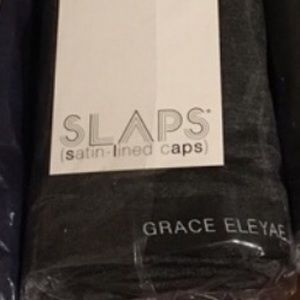 SLAPS
(satin-lined caps)
GRACE ELEYAE